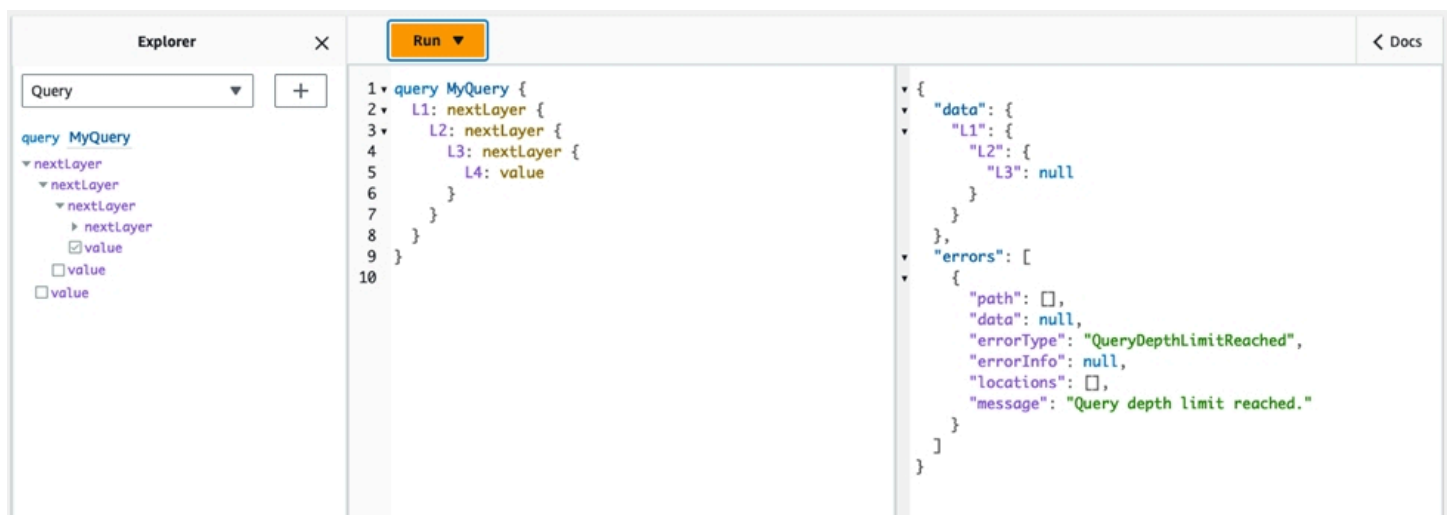 Explorer
Query
query MyQuery
nextLayer
nextLayer
nextLayer
nextLayer
value
value
value
Run
Docs
1 query MyQuery {
2 L1: nextLayer {
3 L2: nextLayer {
4 L3: nextLayer {
5 L4: value
6 }
7 }
8 }
9 }
10
{
"data": {
"L1": {
"L2": {
"L3": null
}
}
},
"errors": [
{
"path": [],
"data": null,
"errorType": "QueryDepthLimitReached",
"errorInfo": null,
"locations": [],
"message": "Query depth limit reached."
}
]
}